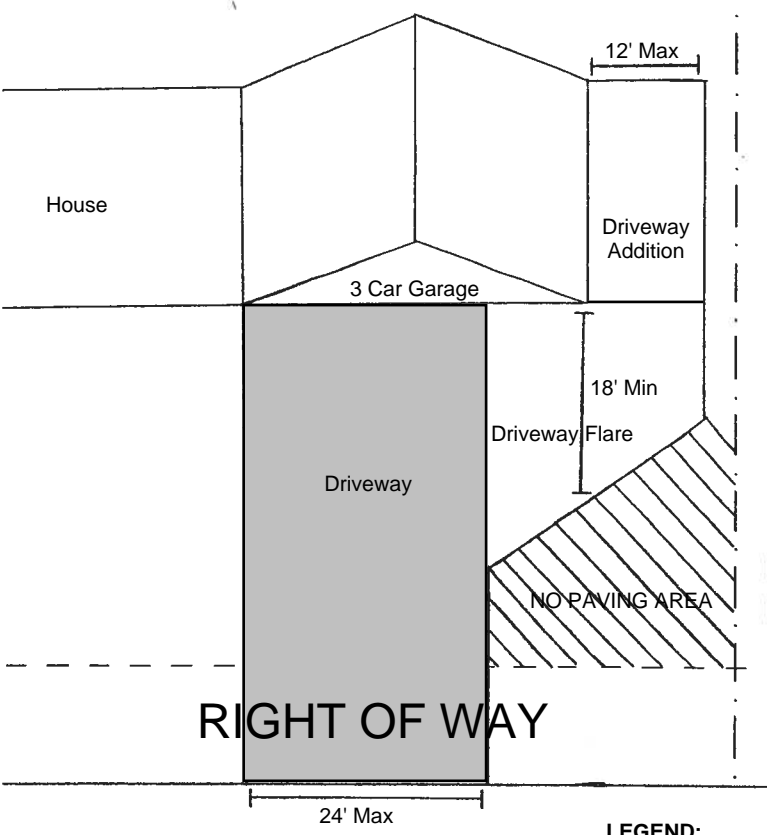 12' Max
House
Driveway
Addition
3 Car Garage
18' Min
Driveway Flare
Driveway
NO PAVING AREA
RIGHT OF WAY
24' Max
LEGEND: